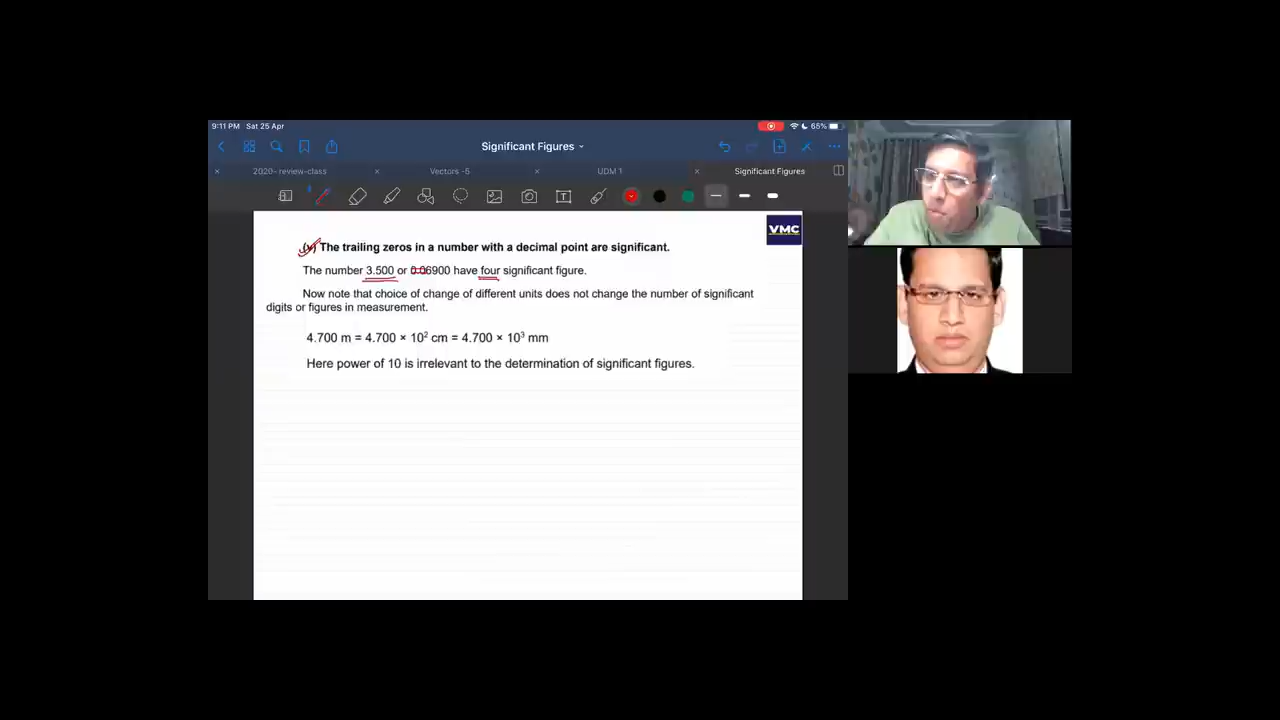 9:11 PM Sat 25 Apr
65%
Significant Figures
2020- review-class
Vectors -5
UDM 1
Significant Figures
VMC
(v) The trailing zeros in a number with a decimal point are significant.
The number 3.500 or 0.06900 have four significant figure.
Now note that choice of change of different units does not change the number of significant
digits or figures in measurement.
4.700 m = 4.700 × 10² cm = 4.700 × 10³ mm
Here power of 10 is irrelevant to the determination of significant figures.